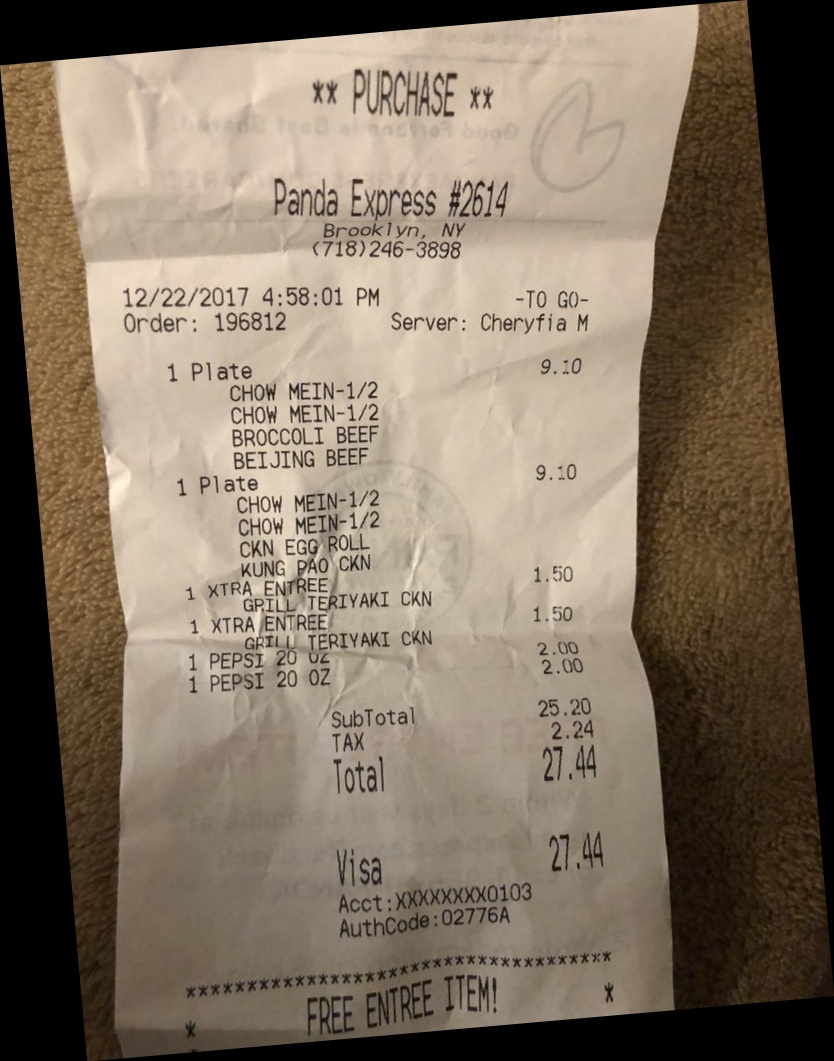 ** PURCHASE **
Panda Express #2614
Brooklyn, NY
(718)246-3898
12/22/2017 4:58:01 PM -TO GO-
Order: 196812 Server: Cheryfia M
1 Plate 9.10
CHOW MEIN-1/2
CHOW MEIN-1/2
BROCCOLI BEEF
BEIJING BEEF
1 Plate 9.10
CHOW MEIN-1/2
CHOW MEIN-1/2
CKN EGG ROLL
KUNG PAO CKN
1 XTRA ENTREE 1.50
GRILL TERIYAKI CKN
1 XTRA ENTREE 1.50
GRILL TERIYAKI CKN
1 PEPSI 20 OZ 2.00
1 PEPSI 20 OZ 2.00
SubTotal 25.20
TAX 2.24
Total 27.44
Visa 27.44
Acct:XXXXXXXX0103
AuthCode:02776A
***********************************
* FREE ENTREE ITEM! *